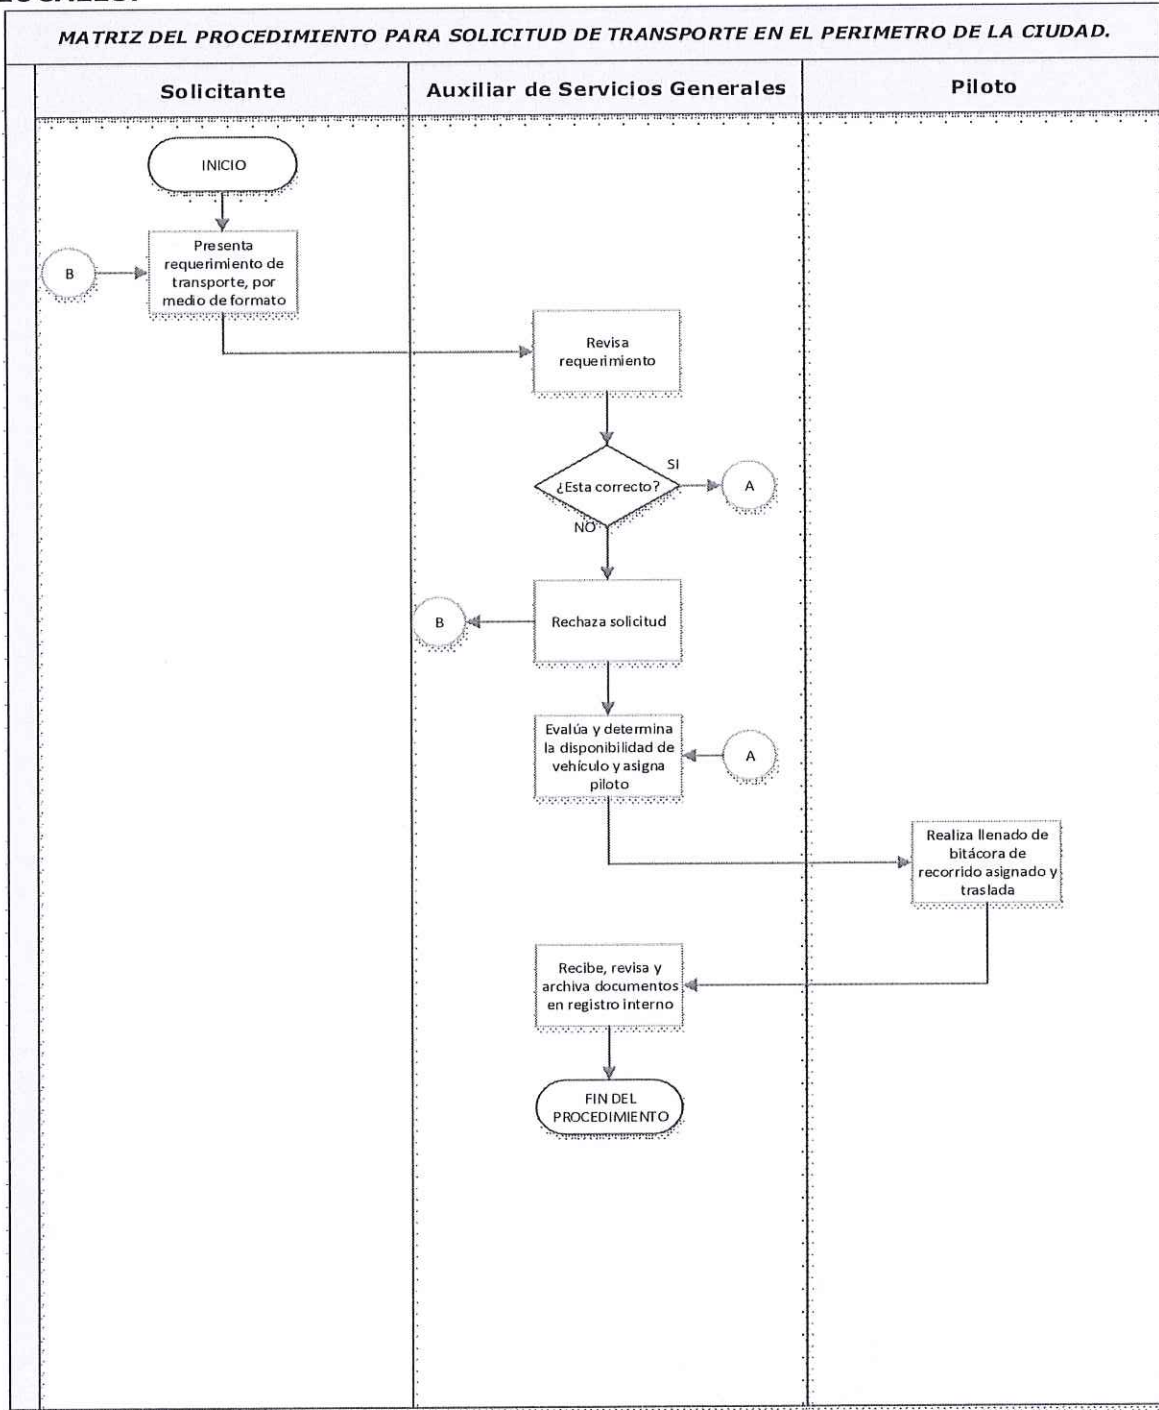 MATRIZ DEL PROCEDIMIENTO PARA SOLICITUD DE TRANSPORTE EN EL PERIMETRO DE LA CIUDAD.
Solicitante
Auxiliar de Servicios Generales
Piloto
INICIO
Presenta
requerimiento de
transporte, por
medio de formato
B
Revisa
requerimiento
¿Esta correcto?
SI
A
NO
Rechaza solicitud
B
Evalúa y determina
la disponibilidad de
vehículo y asigna
piloto
A
Realiza llenado de
bitácora de
recorrido asignado y
traslada
Recibe, revisa y
archiva documentos
en registro interno
FIN DEL
PROCEDIMIENTO